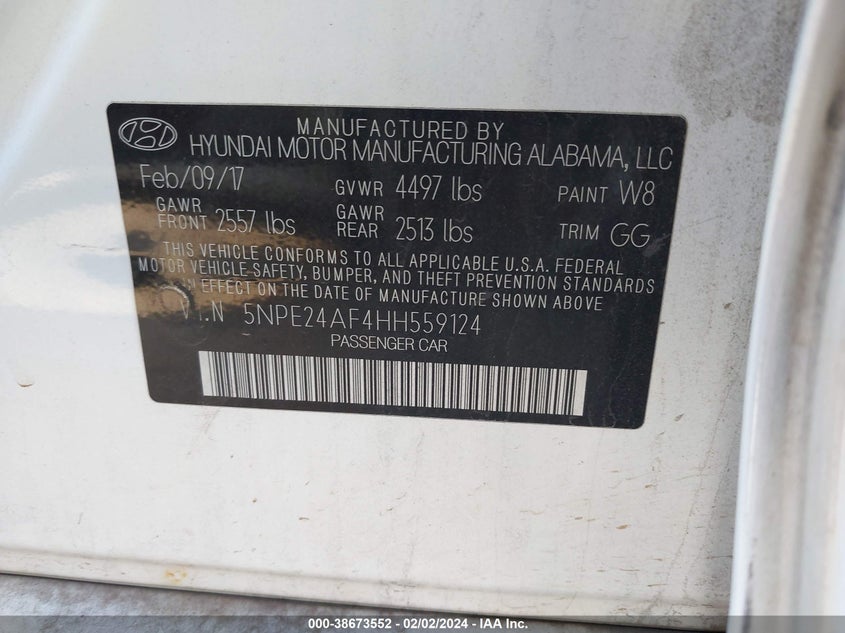 MANUFACTURED BY
HYUNDAI MOTOR MANUFACTURING ALABAMA, LLC
Feb/09/17 GVWR 4497 lbs PAINT W8
GAWR FRONT 2557 lbs GAWR REAR 2513 lbs TRIM GG
THIS VEHICLE CONFORMS TO ALL APPLICABLE U.S.A. FEDERAL
MOTOR VEHICLE SAFETY, BUMPER, AND THEFT PREVENTION STANDARDS
IN EFFECT ON THE DATE OF MANUFACTURE SHOWN ABOVE
V.I.N 5NPE24AF4HH559124
PASSENGER CAR
000-38673552 - 02/02/2024 - IAA Inc.